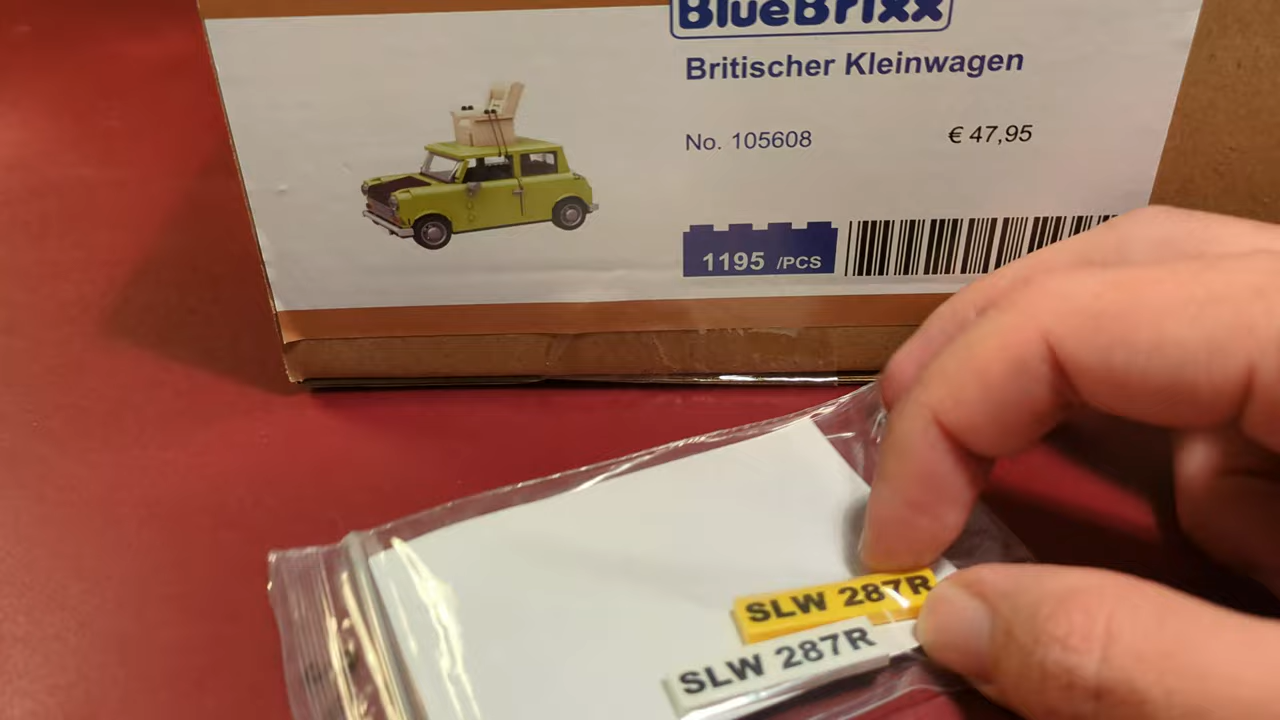 BlueBrixx
Britischer Kleinwagen
No. 105608
€ 47,95
1195 /PCS
SLW 287R
SLW 287R